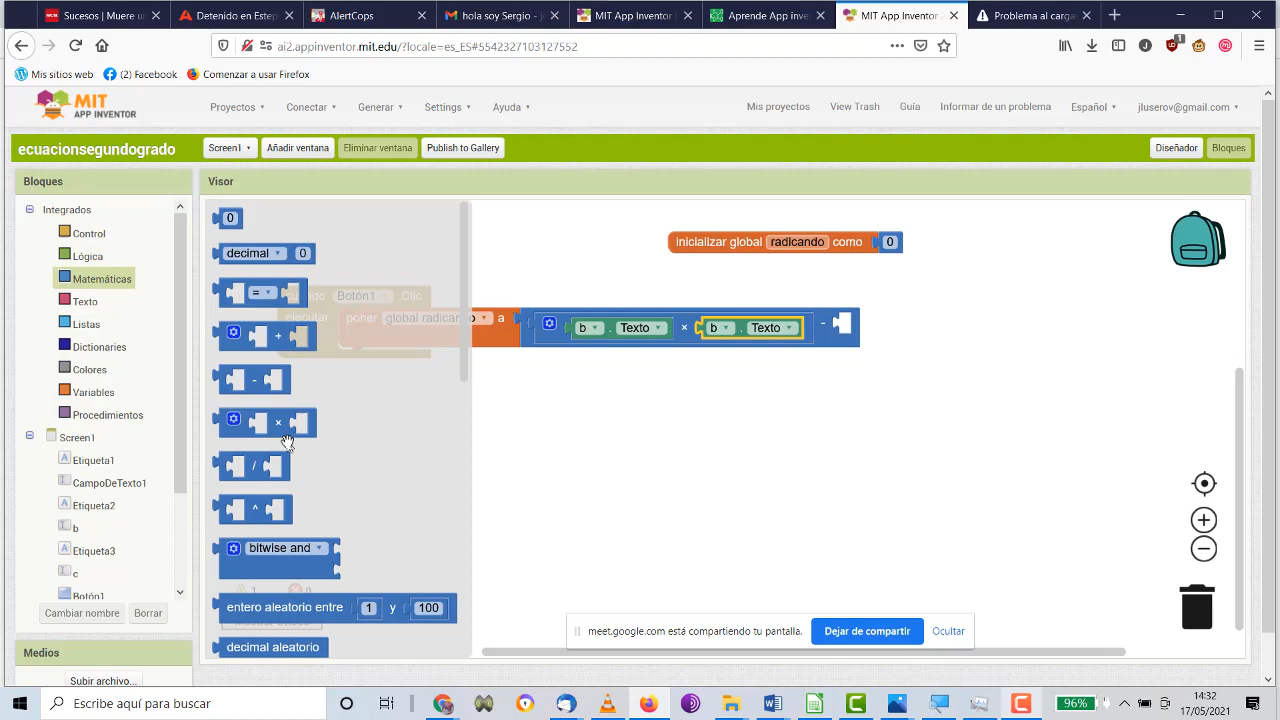 Sucesos | Muere un
Detenido en Estep
AlertCops
hola soy Sergio -
MIT App Inventor
Aprende App inve
MIT App Inventor
Problema al carga
ai2.appinventor.mit.edu/?locale=es_ES#5542327103127552
Mis sitios web
(2) Facebook
Comenzar a usar Firefox
MIT
APP INVENTOR
Proyectos
Conectar
Generar
Settings
Ayuda
Mis proyectos
View Trash
Guía
Informar de un problema
Español
jluserov@gmail.com
ecuacionsegundogrado
Screen1
Añadir ventana
Eliminar ventana
Publish to Gallery
Diseñador
Bloques
Bloques
Visor
Integrados
Control
Lógica
Matemáticas
Texto
Listas
Dictionaries
Colores
Variables
Procedimientos
Screen1
Etiqueta1
CampoDeTexto1
Etiqueta2
b
Etiqueta3
c
Botón1
Cambiar nombre
Borrar
Medios
Subir archivo...
0
decimal 0
=
+
-
×
/
^
bitwise and
entero aleatorio entre 1 y 100
decimal aleatorio
Inicializar global radicando como 0
Botón1 .Clic
ejecutar poner global radicando a b . Texto × b . Texto -
meet.google.com está compartiendo tu pantalla.
Dejar de compartir
Ocultar
Escribe aquí para buscar
96%
14:32
17/05/2021